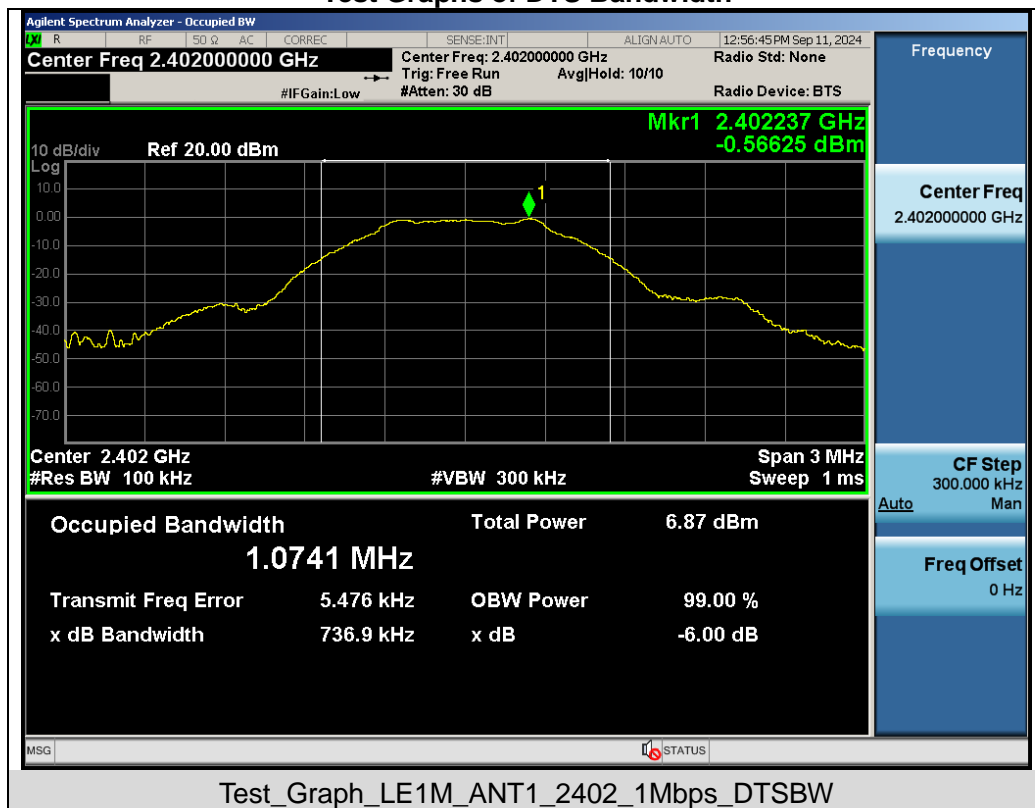 Test Graphs of DTS Bandwidth
Agilent Spectrum Analyzer - Occupied BW
LXI R RF 50 Ω AC CORREC SENSE:INT ALIGN AUTO 12:56:45 PM Sep 11, 2024
Center Freq 2.402000000 GHz Center Freq: 2.402000000 GHz Radio Std: None
Trig: Free Run Avg|Hold: 10/10
#IFGain:Low #Atten: 30 dB Radio Device: BTS
Frequency
Mkr1 2.402237 GHz
10 dB/div Ref 20.00 dBm -0.56625 dBm
Log
10.0
0.00
-10.0
-20.0
-30.0
-40.0
-50.0
-60.0
-70.0
1
Center 2.402 GHz Span 3 MHz
#Res BW 100 kHz #VBW 300 kHz Sweep 1 ms
Center Freq
2.402000000 GHz
CF Step
300.000 kHz
Auto Man
Freq Offset
0 Hz
Occupied Bandwidth Total Power 6.87 dBm
1.0741 MHz
Transmit Freq Error 5.476 kHz OBW Power 99.00 %
x dB Bandwidth 736.9 kHz x dB -6.00 dB
MSG STATUS
Test_Graph_LE1M_ANT1_2402_1Mbps_DTSBW